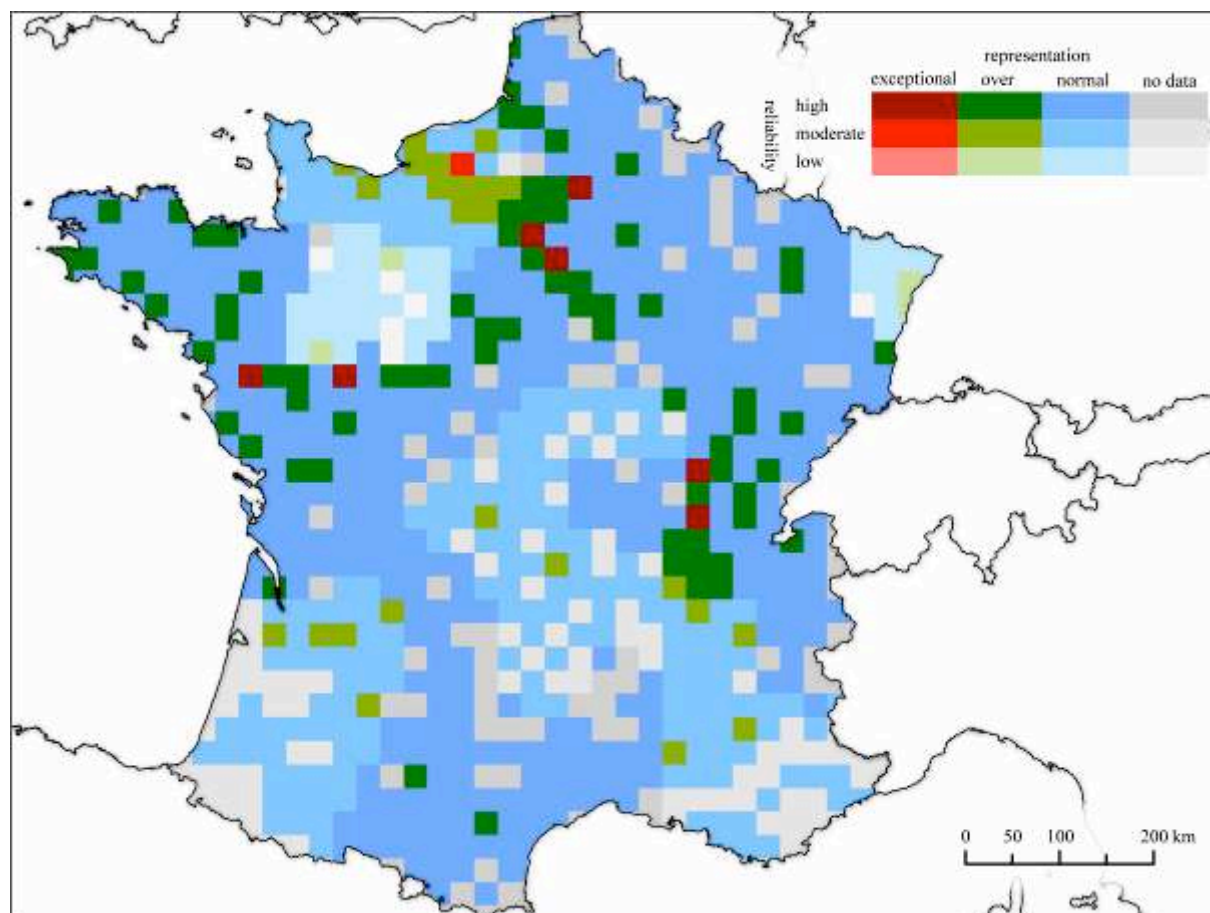 representation
exceptional over normal no data
reliability
high
moderate
low
0 50 100 200 km